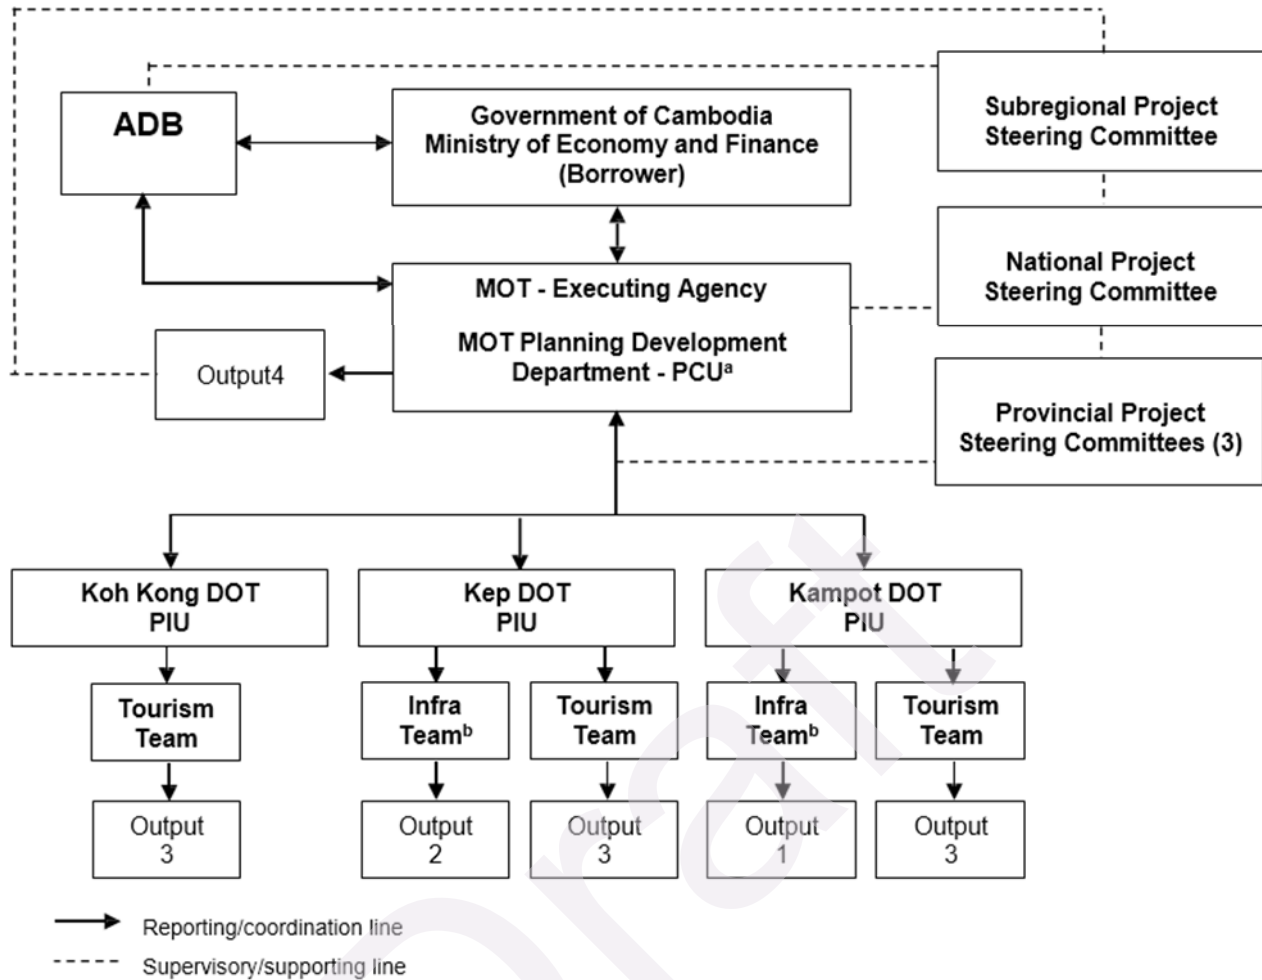 ADB
Government of Cambodia
Ministry of Economy and Finance
(Borrower)
Subregional Project
Steering Committee
National Project
Steering Committee
MOT - Executing Agency
MOT Planning Development
Department - PCUᵃ
Output4
Provincial Project
Steering Committees (3)
Koh Kong DOT
PIU
Kep DOT
PIU
Kampot DOT
PIU
Tourism
Team
Infra
Teamᵇ
Tourism
Team
Infra
Teamᵇ
Tourism
Team
Output
3
Output
2
Output
3
Output
1
Output
3
Reporting/coordination line
Supervisory/supporting line
Draft